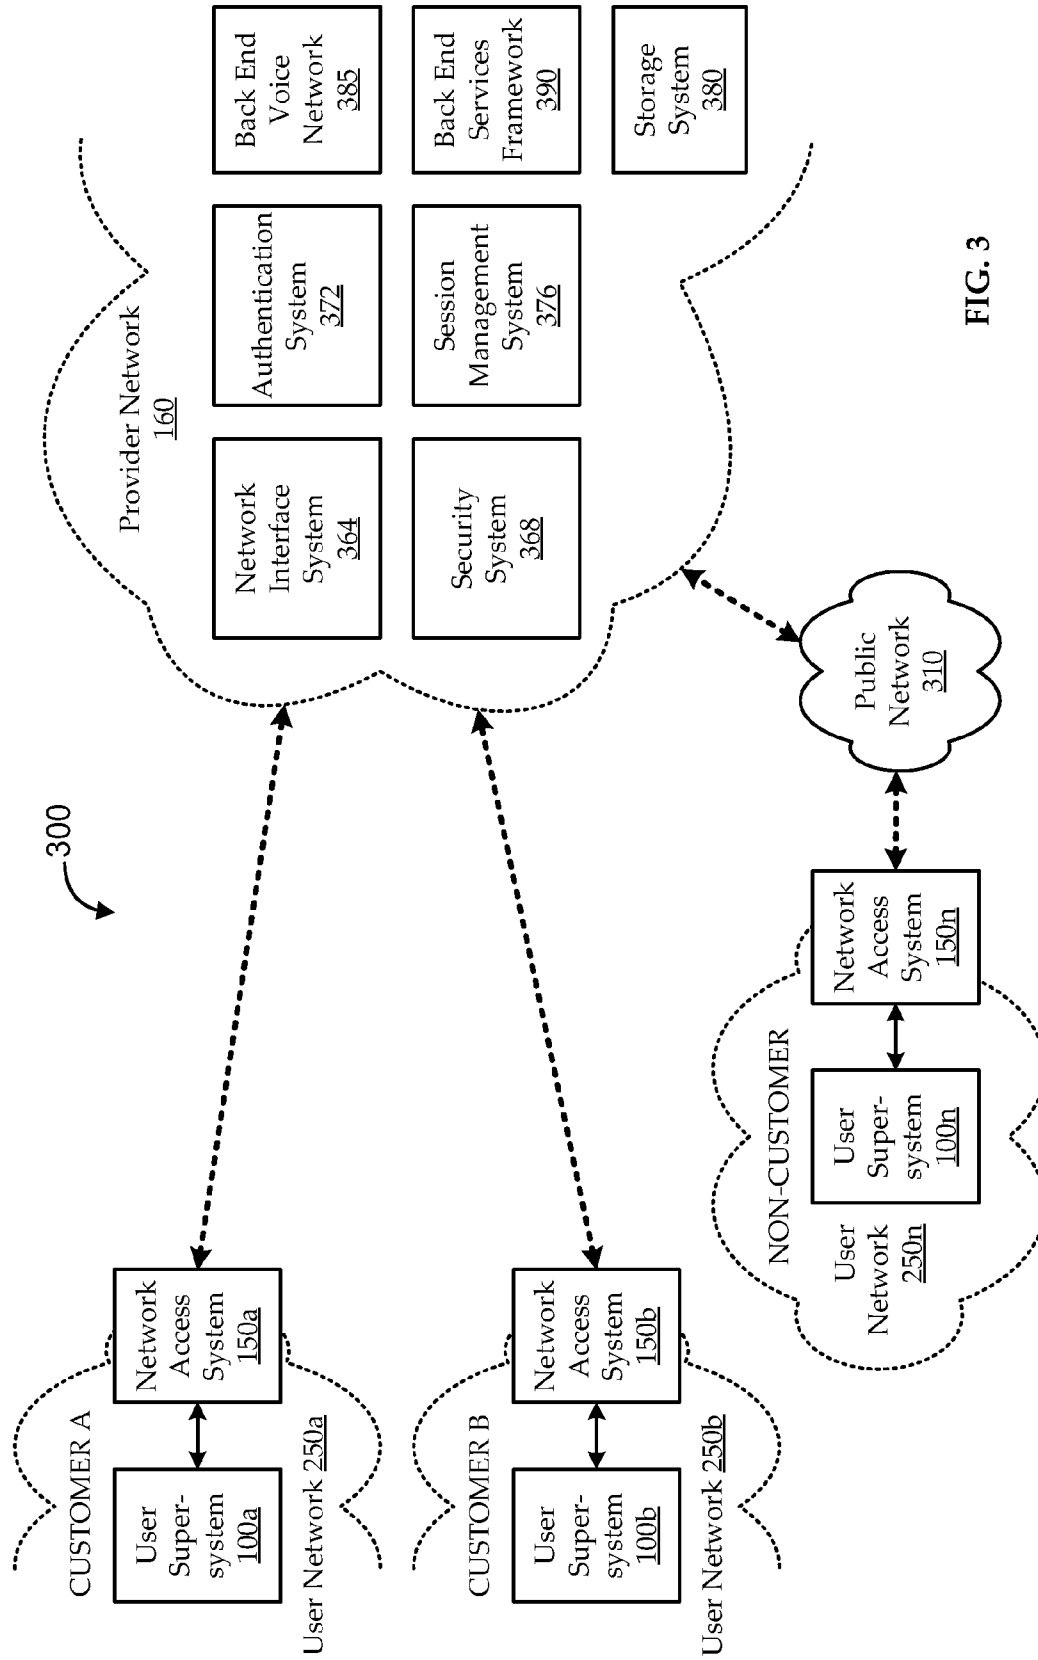 300
Provider Network
160
Network
Interface
System
364
Authentication
System
372
Back End
Voice
Network
385
Security
System
368
Session
Management
System
376
Back End
Services
Framework
390
Storage
System
380
CUSTOMER A
User
Super-
system
100a
Network
Access
System
150a
User Network 250a
CUSTOMER B
User
Super-
system
100b
Network
Access
System
150b
User Network 250b
NON-CUSTOMER
User
Network
250n
User
Super-
system
100n
Network
Access
System
150n
Public
Network
310
FIG. 3